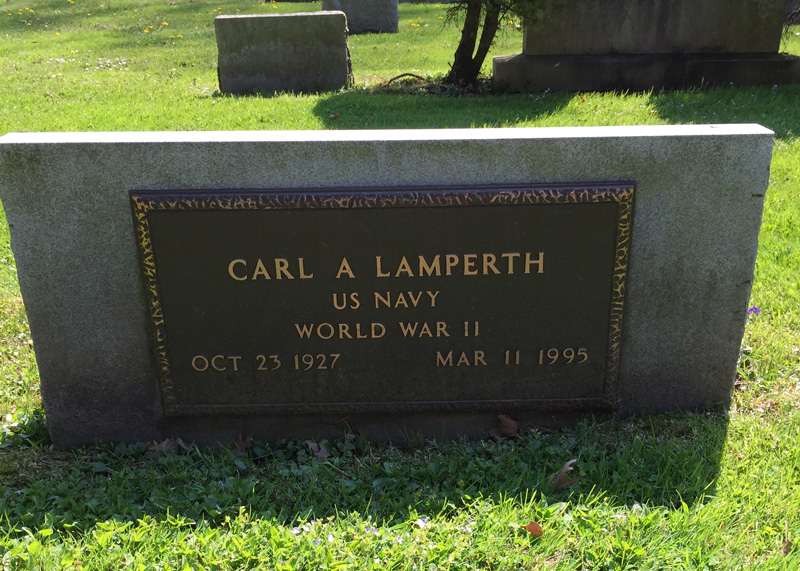 CARL A LAMPERTH
US NAVY
WORLD WAR II
OCT 23 1927 MAR 11 1995